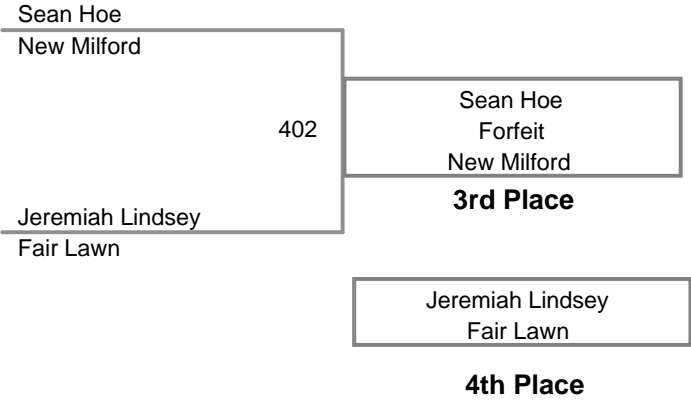 Sean Hoe
New Milford
402
Sean Hoe
Forfeit
New Milford
3rd Place
Jeremiah Lindsey
Fair Lawn
Jeremiah Lindsey
Fair Lawn
4th Place